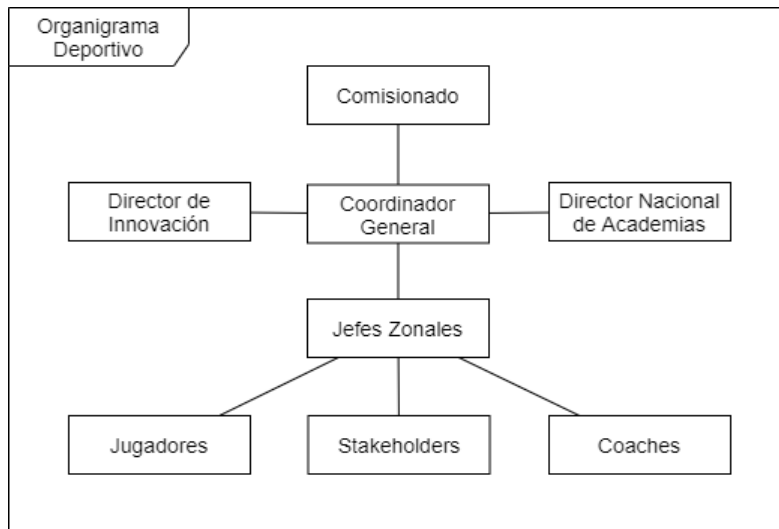 Organigrama
Deportivo
Comisionado
Director de
Innovación
Coordinador
General
Director Nacional
de Academias
Jefes Zonales
Jugadores
Stakeholders
Coaches